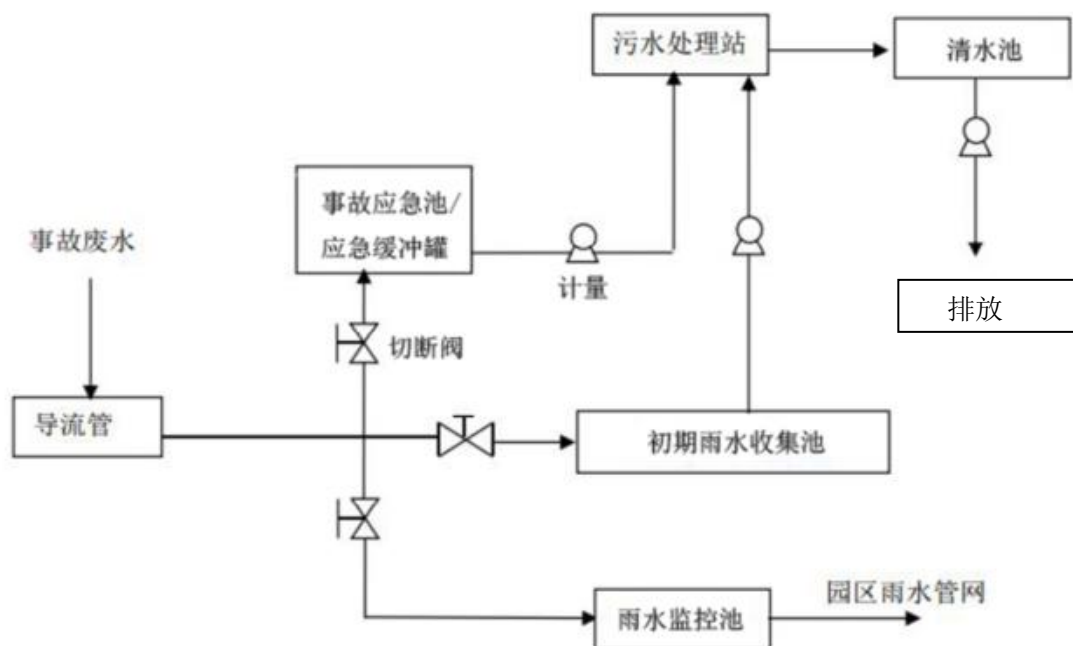 污水处理站
清水池
事故应急池/
应急缓冲罐
事故废水
计量
排放
切断阀
导流管
初期雨水收集池
园区雨水管网
雨水监控池